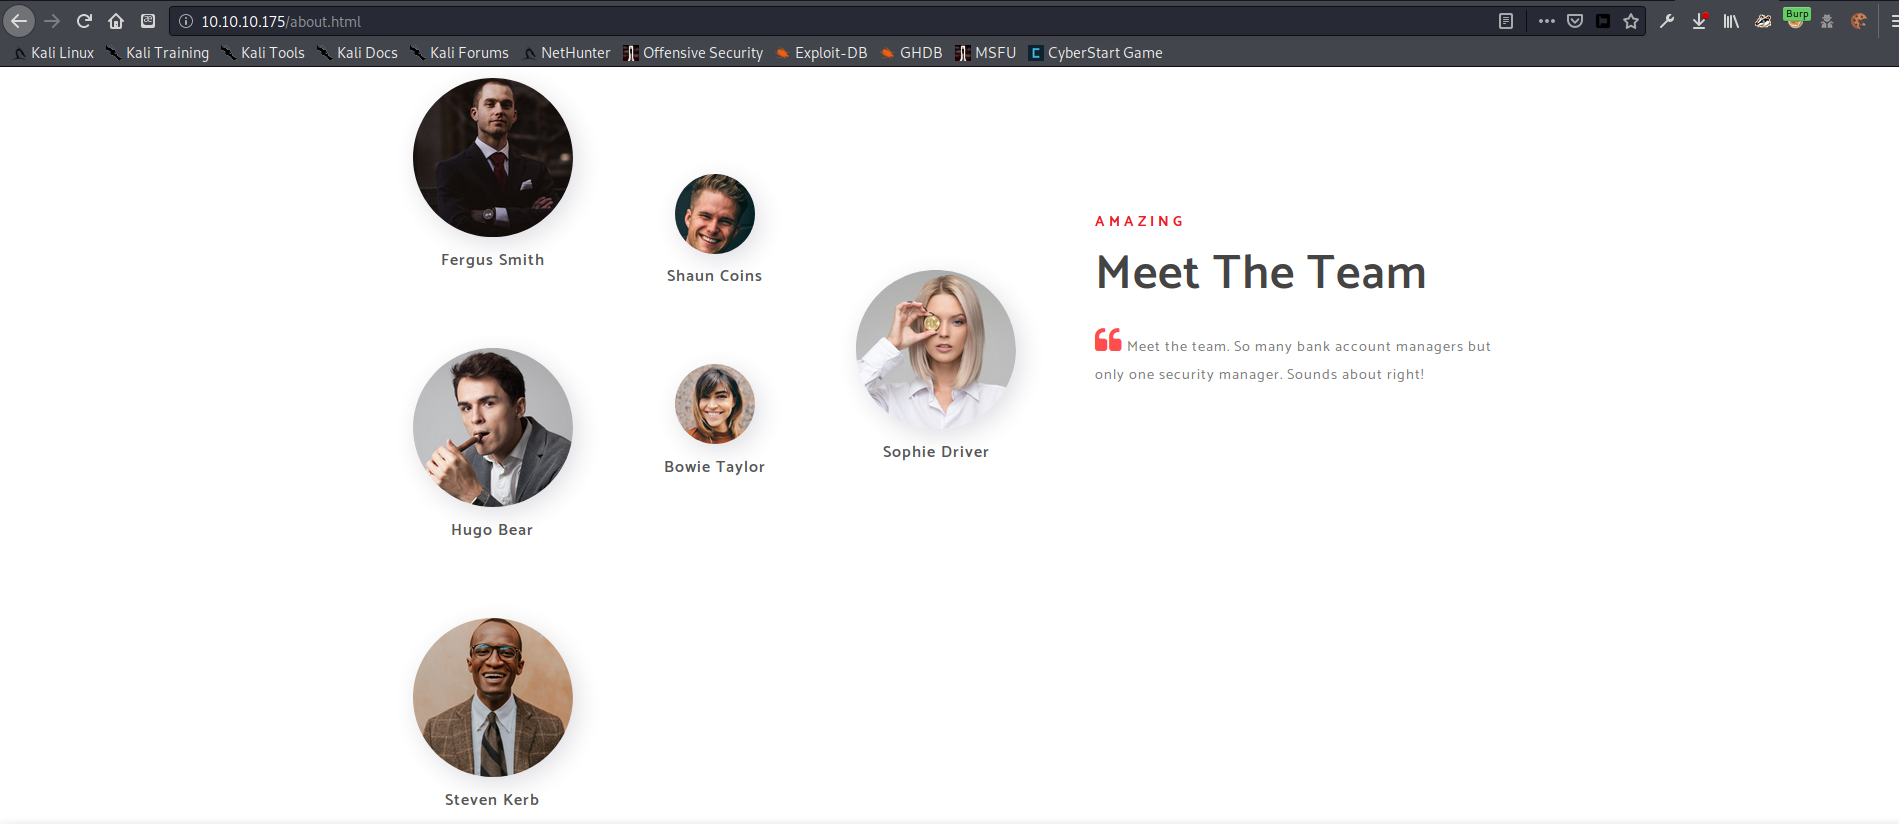 10.10.10.175/about.html
Burp
Kali Linux Kali Training Kali Tools Kali Docs Kali Forums NetHunter Offensive Security Exploit-DB GHDB MSFU CyberStart Game
Fergus Smith
Shaun Coins
Hugo Bear
Bowie Taylor
Sophie Driver
Steven Kerb
AMAZING
Meet The Team
Meet the team. So many bank account managers but
only one security manager. Sounds about right!